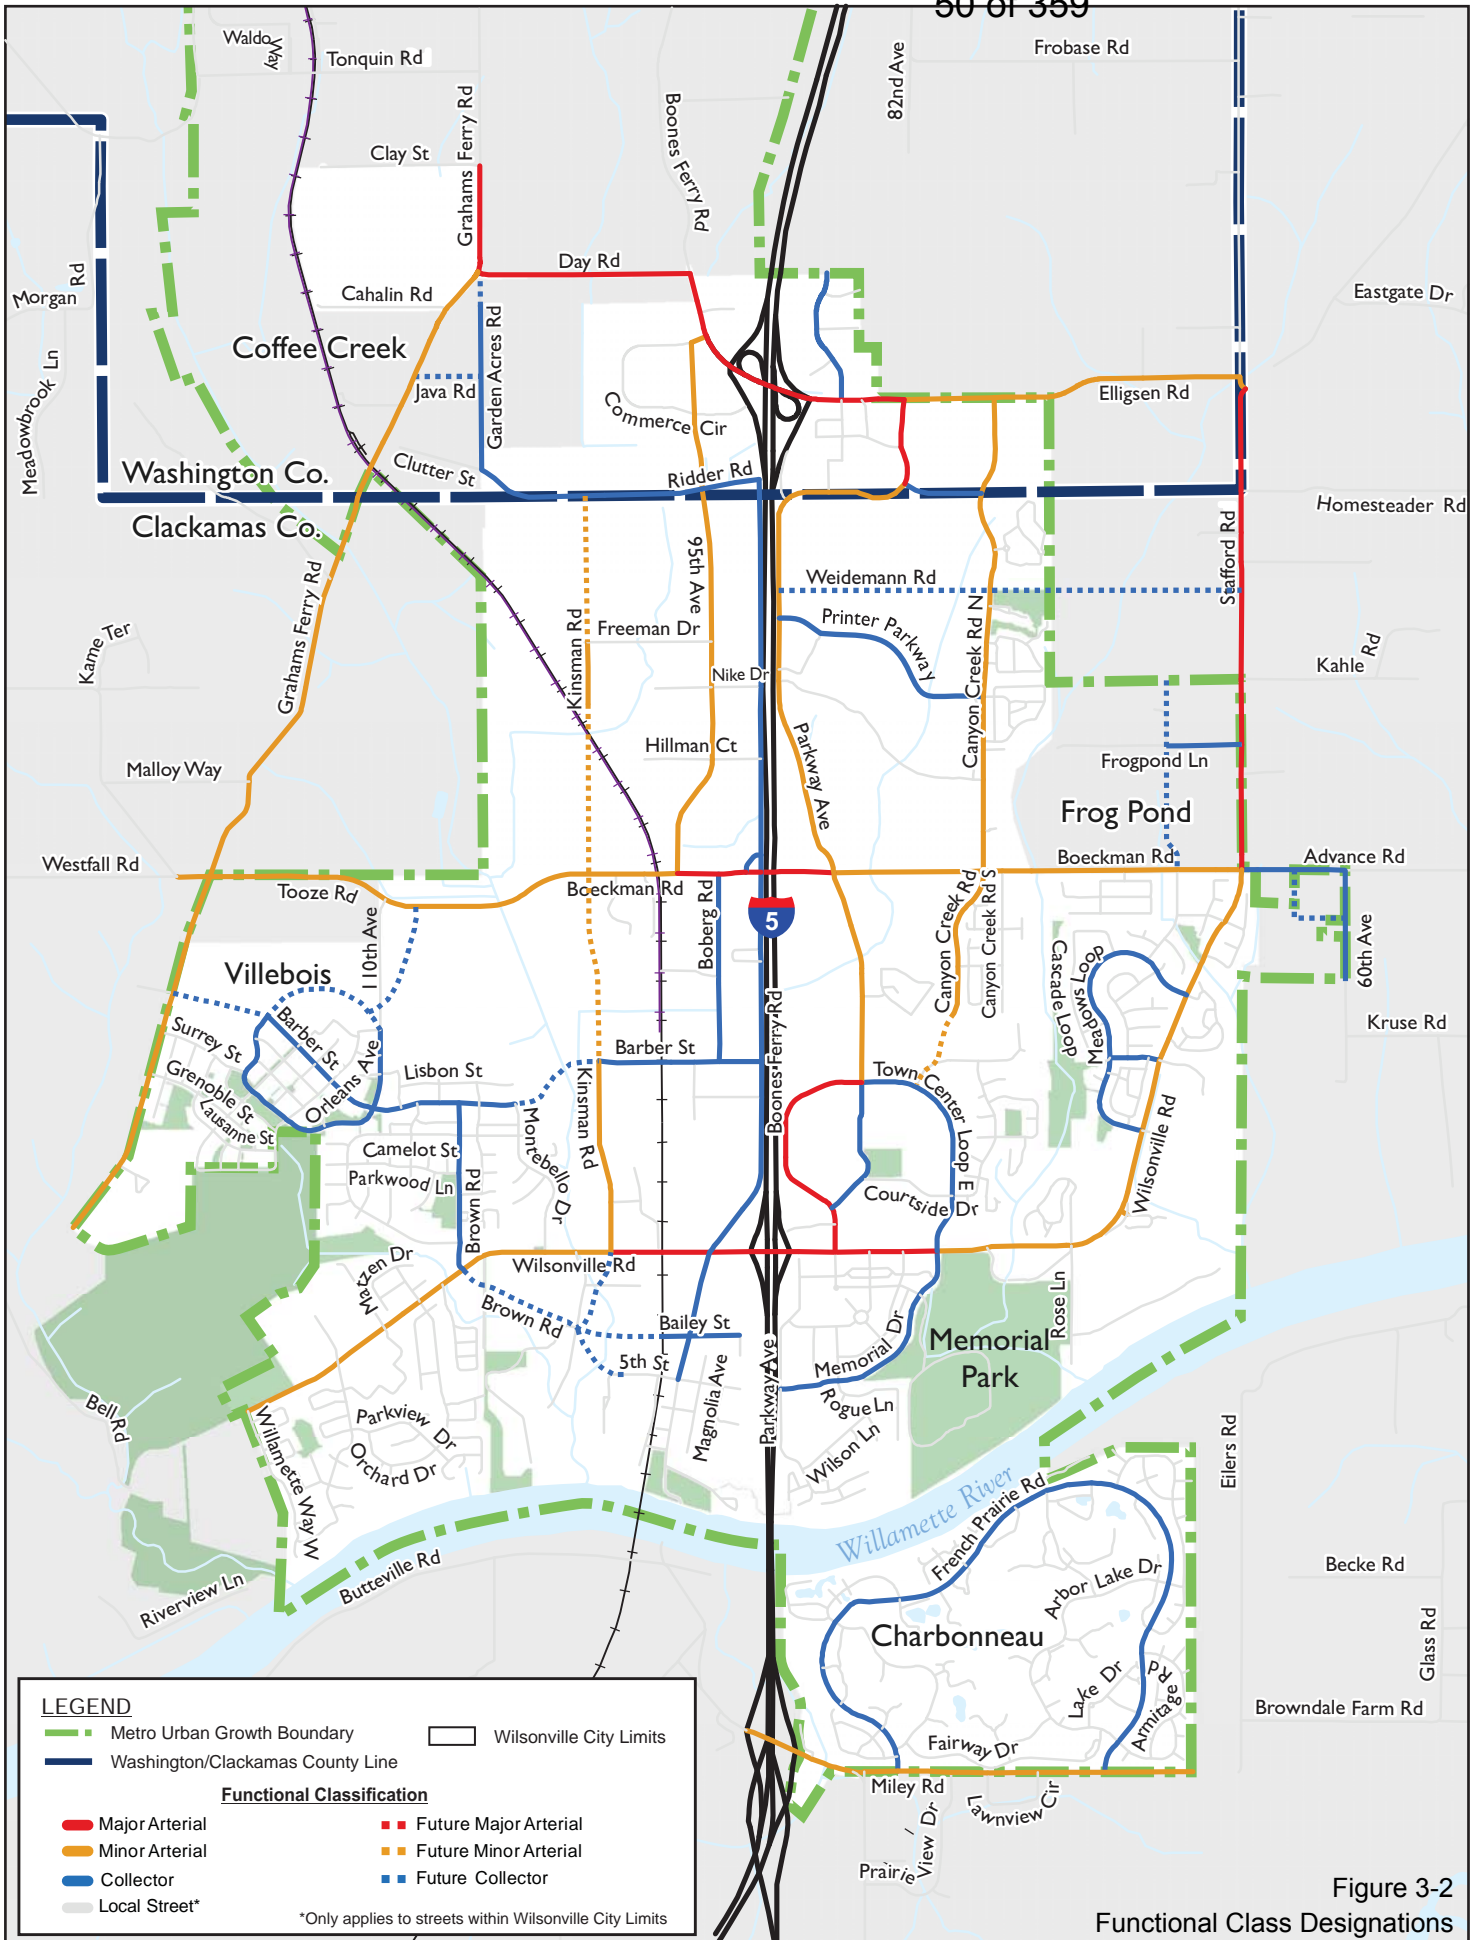 50 of 359
Waldo Way
Tonquin Rd
Grahams Ferry Rd
Boones Ferry Rd
82nd Ave
Frobase Rd
Clay St
Day Rd
Morgan Rd
Cahalin Rd
Eastgate Dr
Coffee Creek
Garden Acres Rd
Meadowbrook Ln
Java Rd
Commerce Cir
Elligsen Rd
Washington Co.
Clutter St
Ridder Rd
Clackamas Co.
Homesteader Rd
Stafford Rd
95th Ave
Weidemann Rd
Grahams Ferry Rd
Kinsman Rd
Freeman Dr
Printer Parkway
Canyon Creek Rd N
Kame Ter
Kahle Rd
Nike Dr
Parkway Ave
Hillman Ct
Malloy Way
Frogpond Ln
Frog Pond
Westfall Rd
Boeckman Rd
Advance Rd
Tooze Rd
Boeckman Rd
110th Ave
Boberg Rd
5
Canyon Creek Rd
Canyon Creek Rd S
Cascade Loop
Meadows Loop
60th Ave
Villebois
Kruse Rd
Surrey St
Barber St
Boones Ferry Rd
Barber St
Grenoble St
Orleans Ave
Lisbon St
Kinsman Rd
Town Center Loop E
Lausanne St
Montebello Dr
Camelot St
Parkwood Ln
Brown Rd
Courtside Dr
Wilsonville Rd
Matzen Dr
Wilsonville Rd
Brown Rd
Bailey St
Rose Ln
Memorial Dr
Memorial
Park
5th St
Magnolia Ave
Parkway Ave
Rogue Ln
Wilson Ln
Bell Rd
Willamette Way W
Parkview Dr
Orchard Dr
Eilers Rd
Willamette River
French Prairie Rd
Butteville Rd
Riverview Ln
Arbor Lake Dr
Becke Rd
Charbonneau
Glass Rd
Lake Dr
Armitage Rd
Browndale Farm Rd
Fairway Dr
Miley Rd
Lawnview Cir
Prairie View Dr
LEGEND
Metro Urban Growth Boundary
Wilsonville City Limits
Washington/Clackamas County Line
Functional Classification
Major Arterial
Future Major Arterial
Minor Arterial
Future Minor Arterial
Collector
Future Collector
Local Street*
*Only applies to streets within Wilsonville City Limits
Figure 3-2
Functional Class Designations